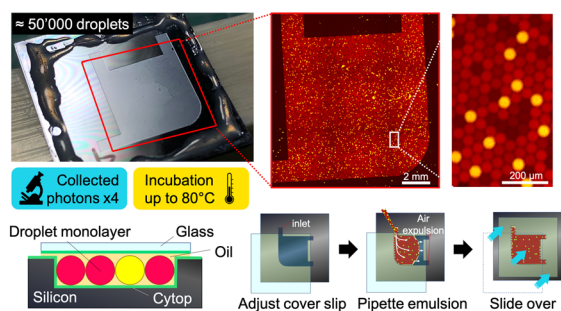 ≈ 50'000 droplets
2 mm
200 μm
Collected
photons x4
Incubation
up to 80°C
Glass
Droplet monolayer
Oil
Silicon
Cytop
inlet
Air
expulsion
Adjust cover slip
Pipette emulsion
Slide over